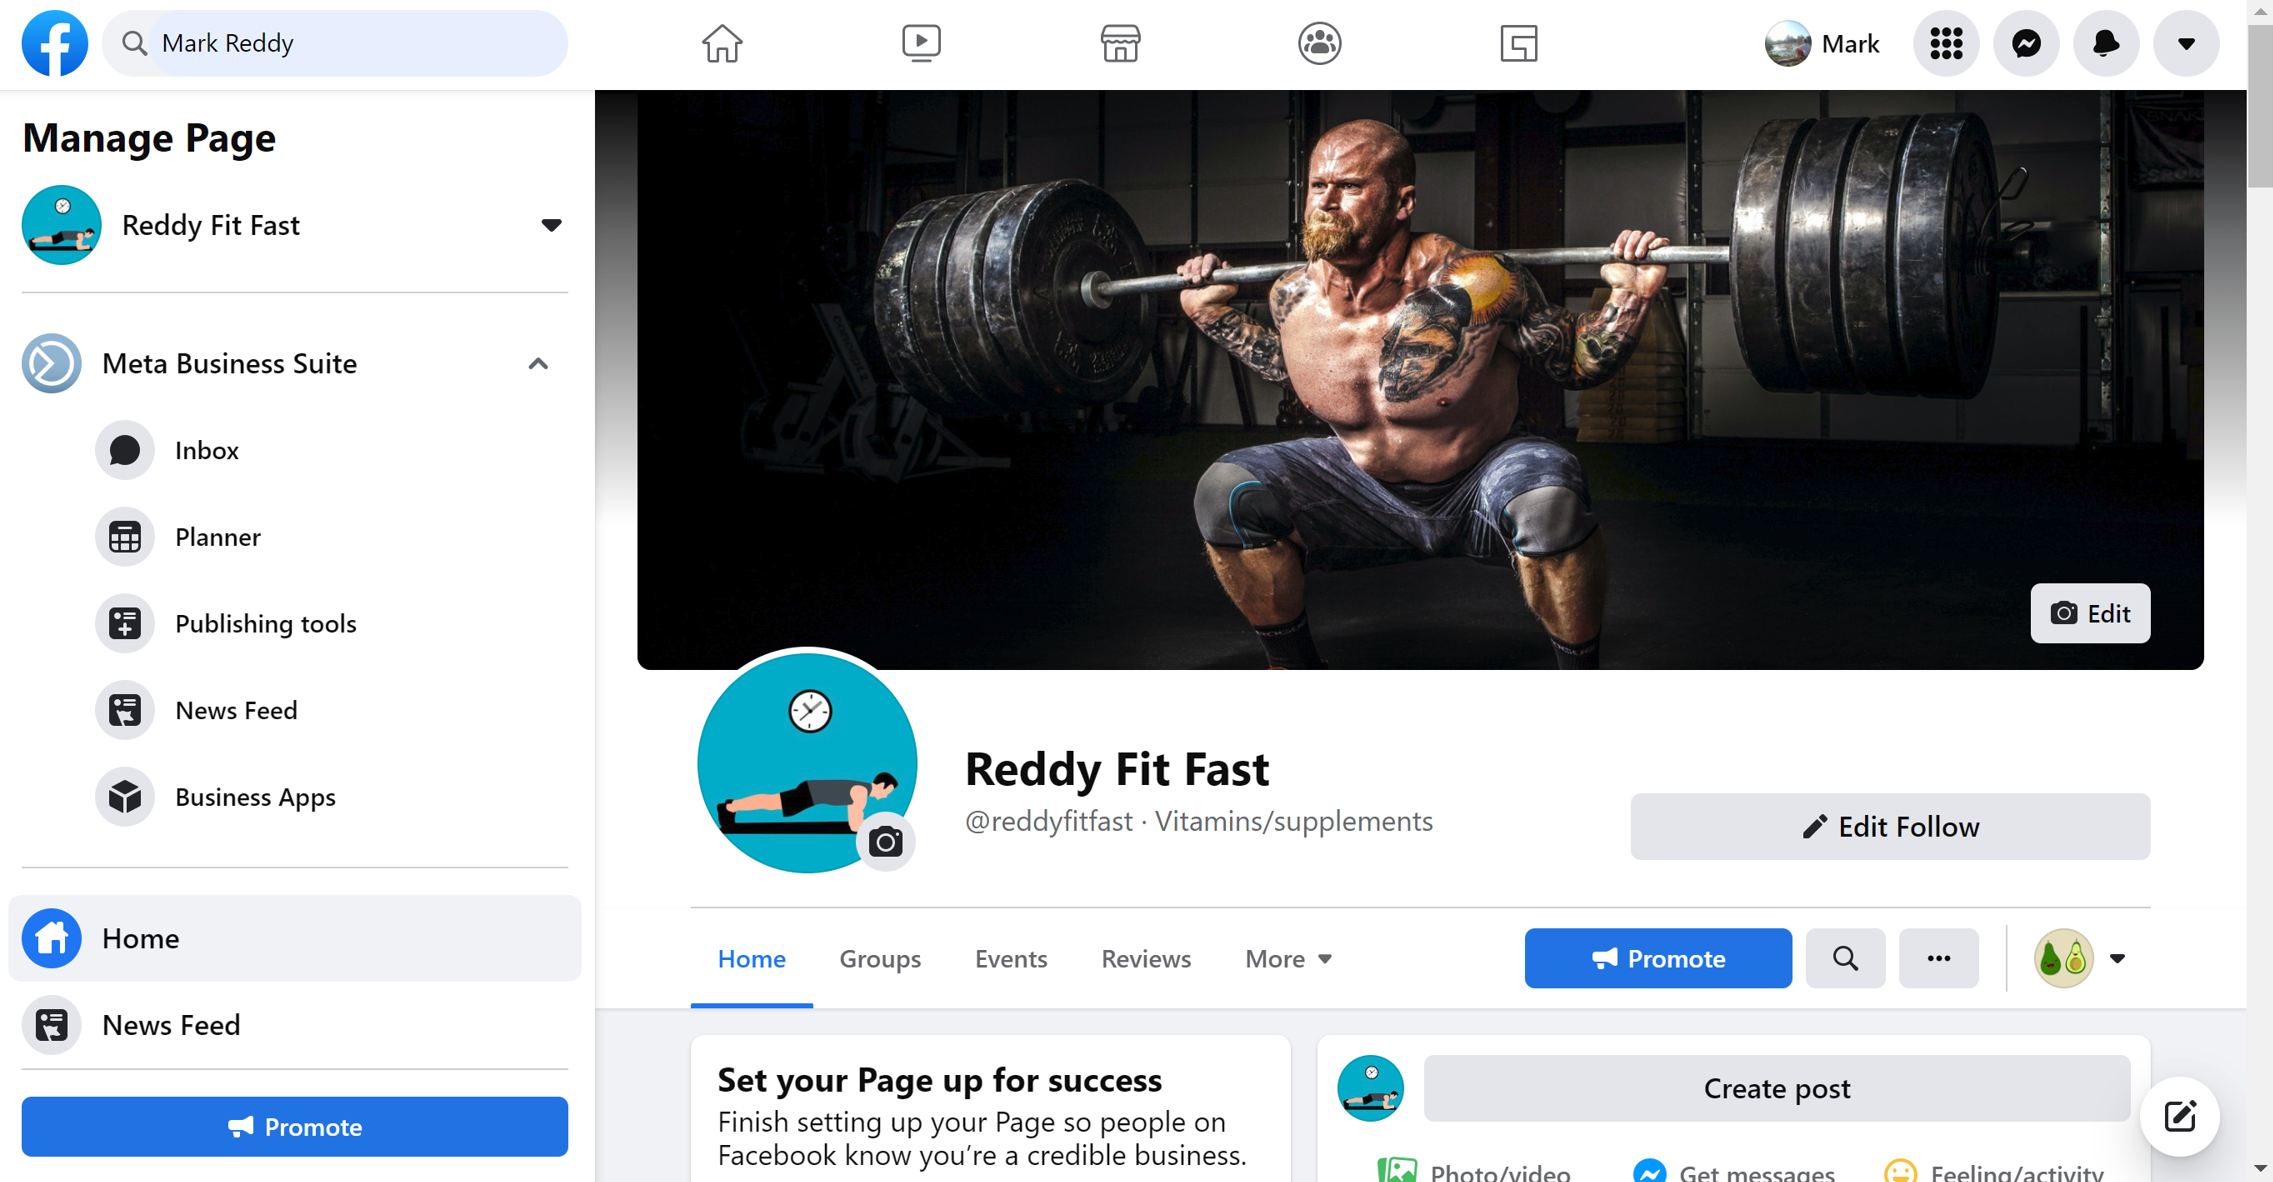 Mark Reddy
Mark
Manage Page
Reddy Fit Fast
Meta Business Suite
Inbox
Planner
Publishing tools
News Feed
Business Apps
Home
News Feed
Promote
Edit
Reddy Fit Fast
@reddyfitfast · Vitamins/supplements
Edit Follow
Home Groups Events Reviews More
Promote
Set your Page up for success
Finish setting up your Page so people on
Facebook know you’re a credible business.
Create post
Photo/video Get messages Feeling/activity